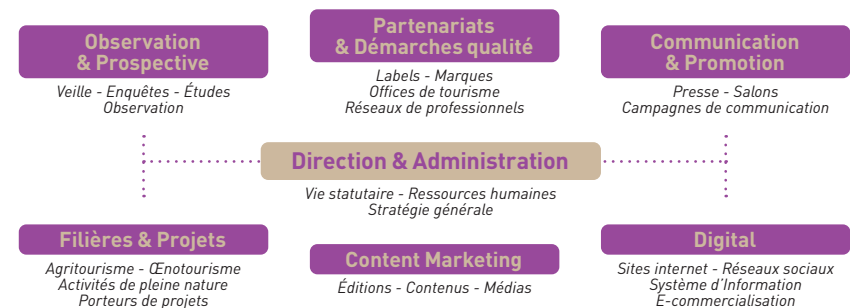 Observation
& Prospective
Veille - Enquêtes - Études
Observation
Partenariats
& Démarches qualité
Labels - Marques
Offices de tourisme
Réseaux de professionnels
Communication
& Promotion
Presse - Salons
Campagnes de communication
Direction & Administration
Vie statutaire - Ressources humaines
Stratégie générale
Filières & Projets
Agritourisme - Œnotourisme
Activités de pleine nature
Porteurs de projets
Content Marketing
Éditions - Contenus - Médias
Digital
Sites internet - Réseaux sociaux
Système d'Information
E-commercialisation